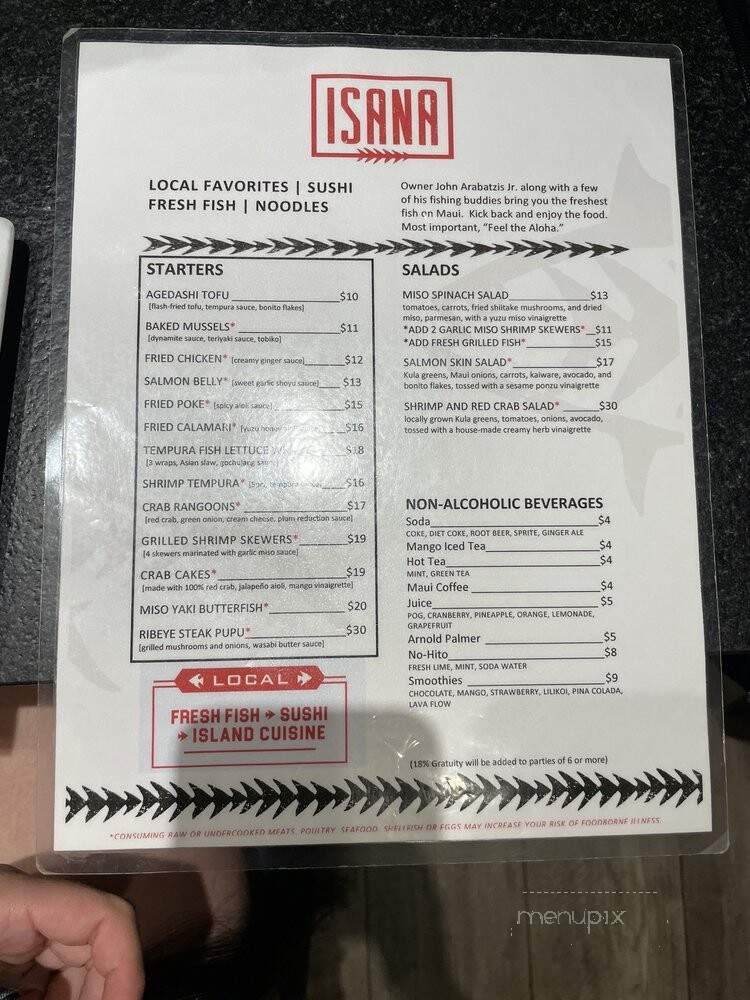 ISANA
LOCAL FAVORITES | SUSHI
FRESH FISH | NOODLES
Owner John Arabatzis Jr. along with a few
of his fishing buddies bring you the freshest
fish on Maui. Kick back and enjoy the food.
Most important, "Feel the Aloha."
STARTERS
AGEDASHI TOFU $10
[flash-fried tofu, tempura sauce, bonito flakes]
BAKED MUSSELS* $11
[dynamite sauce, teriyaki sauce, tobiko]
FRIED CHICKEN* [creamy ginger sauce] $12
SALMON BELLY* [sweet garlic shoyu sauce] $13
FRIED POKE* [spicy aioli sauce] $15
FRIED CALAMARI* [yuzu honey $16
TEMPURA FISH LETTUCE $18
[3 wraps, Asian slaw, gochujang sauce]
SHRIMP TEMPURA* [5pc, tempura sauce] $16
CRAB RANGOONS* $17
[red crab, green onion, cream cheese, plum reduction sauce]
GRILLED SHRIMP SKEWERS* $19
[4 skewers marinated with garlic miso sauce]
CRAB CAKES* $19
[made with 100% red crab, jalapeño aioli, mango vinaigrette]
MISO YAKI BUTTERFISH* $20
RIBEYE STEAK PUPU* $30
[grilled mushrooms and onions, wasabi butter sauce]
LOCAL
FRESH FISH SUSHI
ISLAND CUISINE
SALADS
MISO SPINACH SALAD $13
tomatoes, carrots, fried shiitake mushrooms, and dried
miso, parmesan, with a yuzu miso vinaigrette
*ADD 2 GARLIC MISO SHRIMP SKEWERS* $11
*ADD FRESH GRILLED FISH* $15
SALMON SKIN SALAD* $17
Kula greens, Maui onions, carrots, kaiware, avocado, and
bonito flakes, tossed with a sesame ponzu vinaigrette
SHRIMP AND RED CRAB SALAD* $30
locally grown Kula greens, tomatoes, onions, avocado,
tossed with a house-made creamy herb vinaigrette
NON-ALCOHOLIC BEVERAGES
Soda $4
COKE, DIET COKE, ROOT BEER, SPRITE, GINGER ALE
Mango Iced Tea $4
Hot Tea $4
MINT, GREEN TEA
Maui Coffee $4
Juice $5
POG, CRANBERRY, PINEAPPLE, ORANGE, LEMONADE,
GRAPEFRUIT
Arnold Palmer $5
No-Hito $8
FRESH LIME, MINT, SODA WATER
Smoothies $9
CHOCOLATE, MANGO, STRAWBERRY, LILIKOI, PINA COLADA,
LAVA FLOW
(18% Gratuity will be added to parties of 6 or more)
*CONSUMING RAW OR UNDERCOOKED MEATS, POULTRY, SEAFOOD, SHELLFISH OR EGGS MAY INCREASE YOUR RISK OF FOODBORNE ILLNESS.
menupix